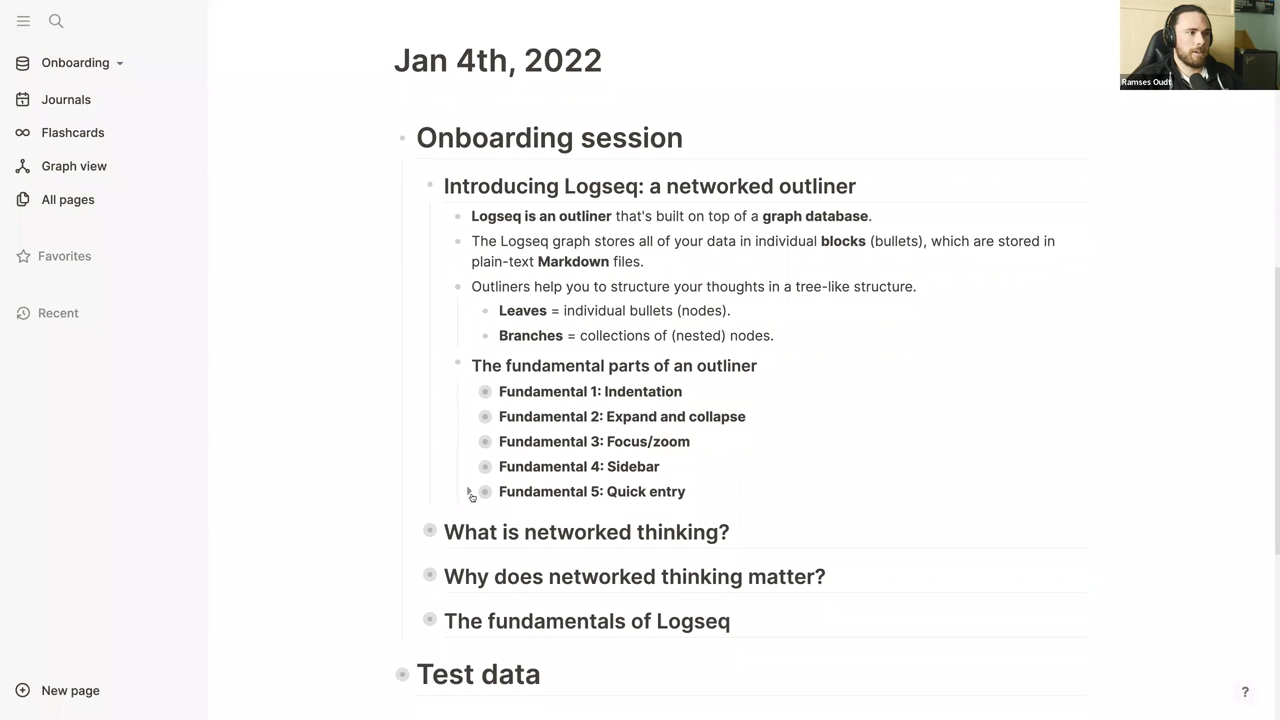 Onboarding
Journals
Flashcards
Graph view
All pages
Favorites
Recent
New page
Jan 4th, 2022
Onboarding session
Introducing Logseq: a networked outliner
Logseq is an outliner that's built on top of a graph database.
The Logseq graph stores all of your data in individual blocks (bullets), which are stored in
plain-text Markdown files.
Outliners help you to structure your thoughts in a tree-like structure.
Leaves = individual bullets (nodes).
Branches = collections of (nested) nodes.
The fundamental parts of an outliner
Fundamental 1: Indentation
Fundamental 2: Expand and collapse
Fundamental 3: Focus/zoom
Fundamental 4: Sidebar
Fundamental 5: Quick entry
What is networked thinking?
Why does networked thinking matter?
The fundamentals of Logseq
Test data
Ramses Oudt
?